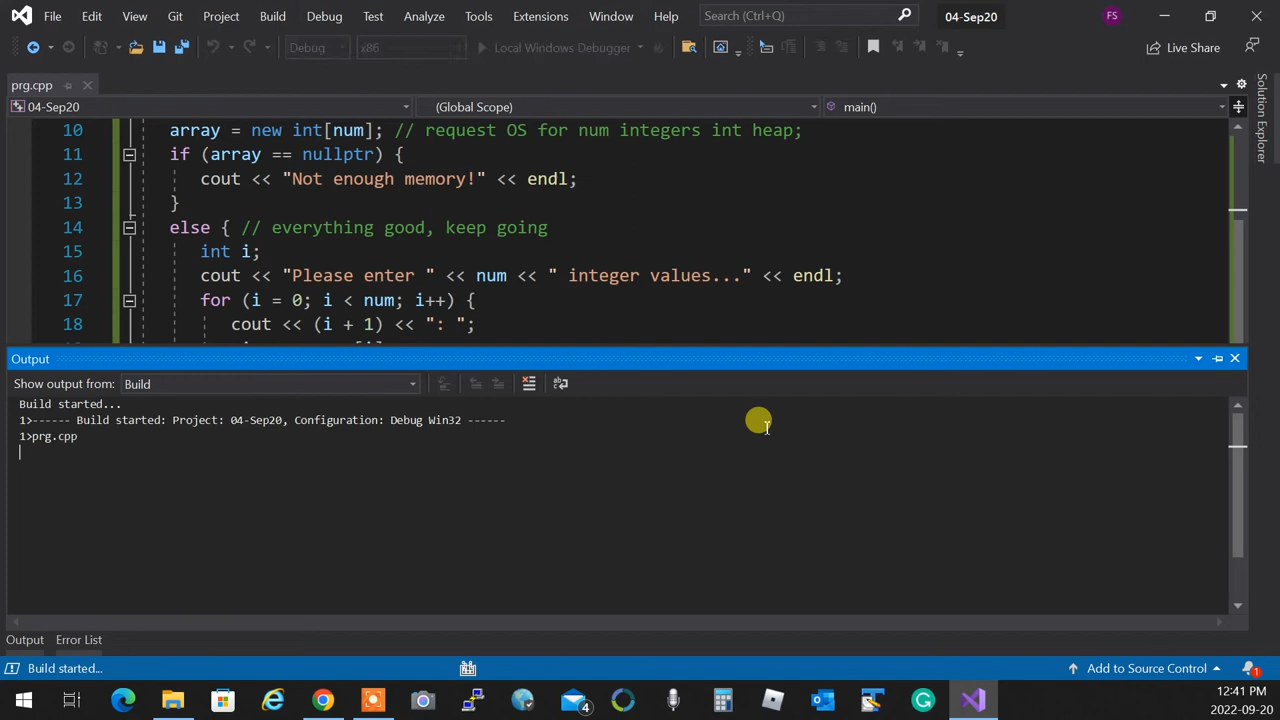 File Edit View Git Project Build Debug Test Analyze Tools Extensions Window Help Search (Ctrl+Q) 04-Sep20 FS
Debug x86 Local Windows Debugger Live Share
prg.cpp
04-Sep20 (Global Scope) main()
10 array = new int[num]; // request OS for num integers int heap;
11 if (array == nullptr) {
12 cout << "Not enough memory!" << endl;
13 }
14 else { // everything good, keep going
15 int i;
16 cout << "Please enter " << num << " integer values..." << endl;
17 for (i = 0; i < num; i++) {
18 cout << (i + 1) << ": ";
Solution Explorer
Output
Show output from: Build
Build started...
1>------ Build started: Project: 04-Sep20, Configuration: Debug Win32 ------
1>prg.cpp
Output Error List
Build started... Add to Source Control 1
4
12:41 PM
2022-09-20